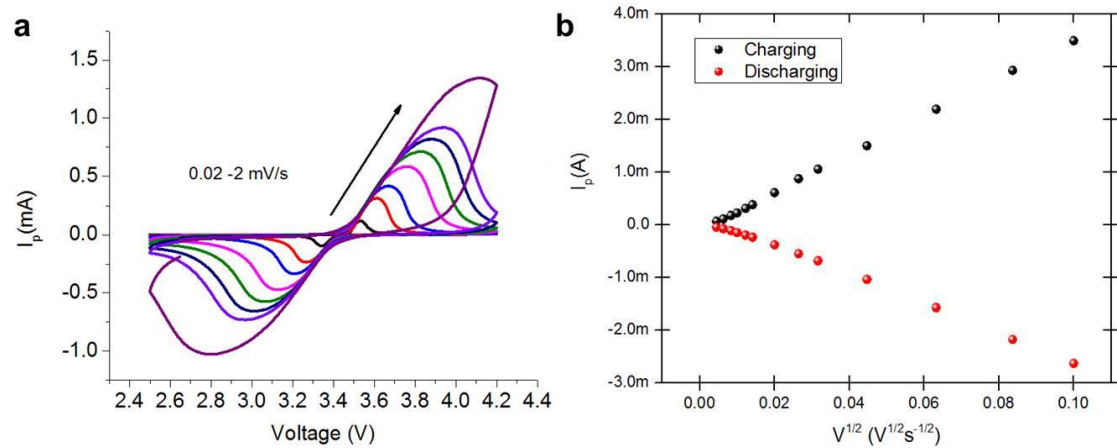 a
I_p(mA)
1.5
1.0
0.5
0.0
-0.5
-1.0
0.02 -2 mV/s
2.4 2.6 2.8 3.0 3.2 3.4 3.6 3.8 4.0 4.2 4.4
Voltage (V)
b
I_p(A)
4.0m
3.0m
2.0m
1.0m
0.0
-1.0m
-2.0m
-3.0m
Charging
Discharging
0.00 0.02 0.04 0.06 0.08 0.10
V^{1/2} (V^{1/2}s^{-1/2})